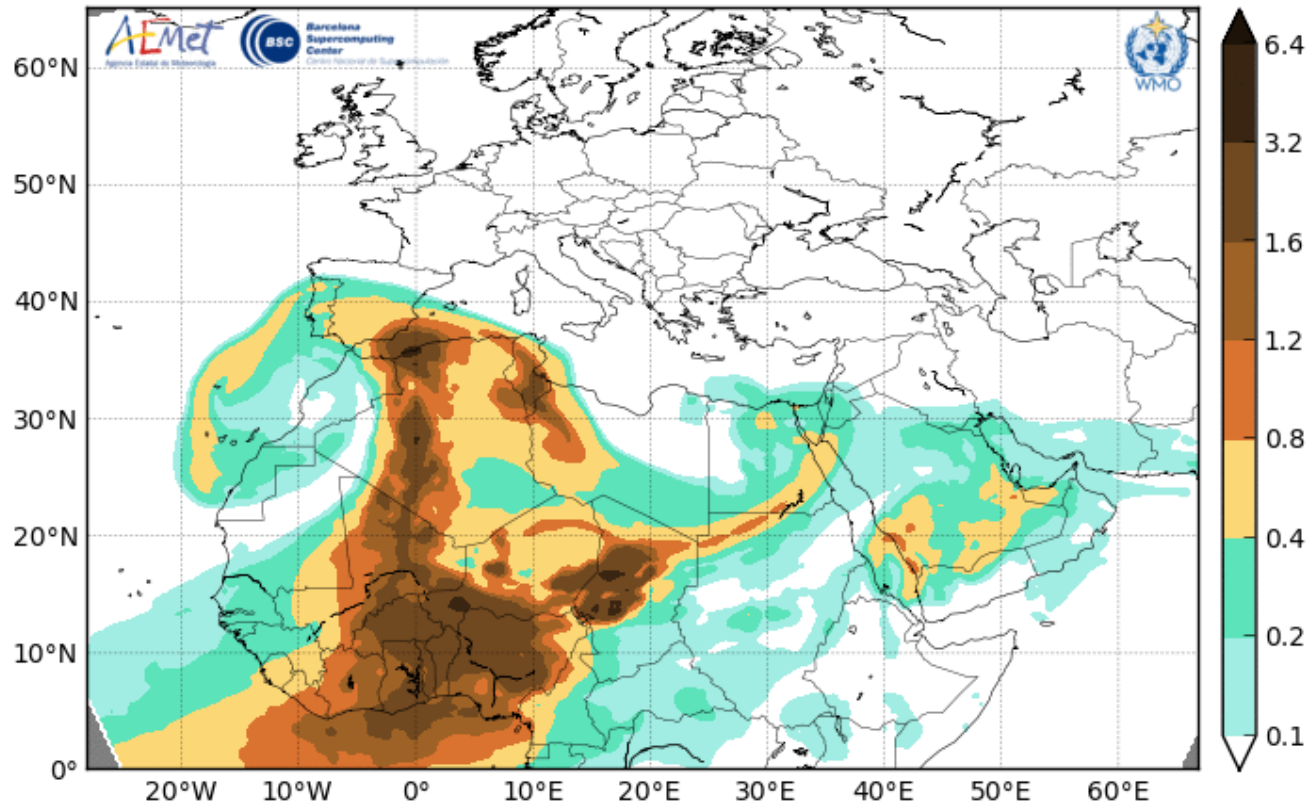 AEMet
Agencia Estatal de Meteorología
BSC
Barcelona
Supercomputing
Center
Centro Nacional de Supercomputación
WMO
6.4
3.2
1.6
1.2
0.8
0.4
0.2
0.1
60°N
50°N
40°N
30°N
20°N
10°N
0°
20°W
10°W
0°
10°E
20°E
30°E
40°E
50°E
60°E